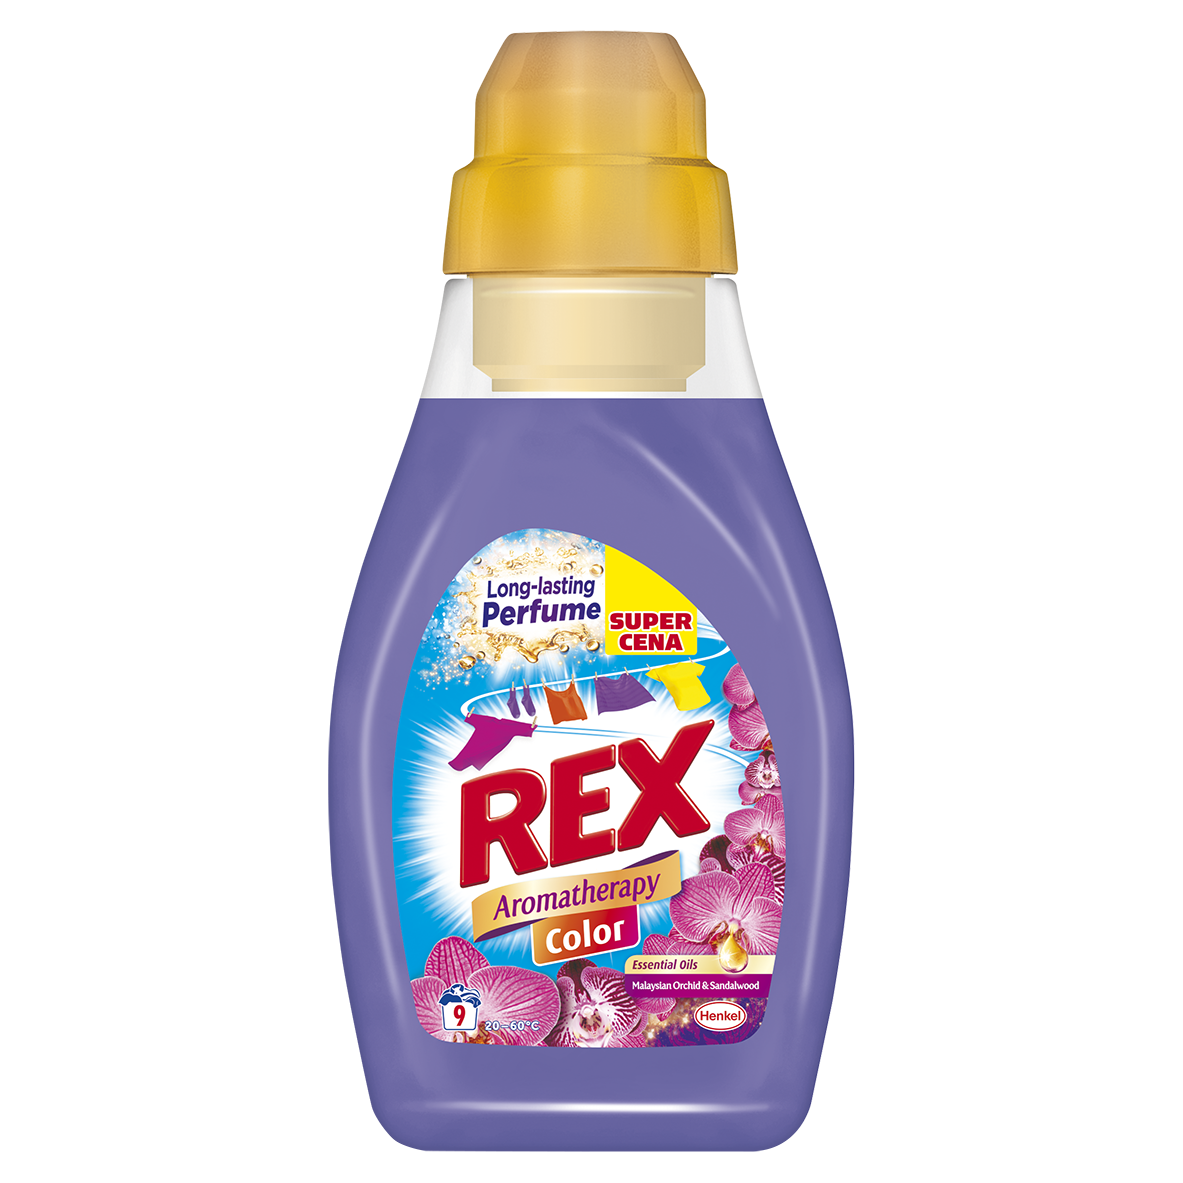 Long-lasting
Perfume
SUPER
CENA
REX
Aromatherapy
Color
Essential Oils
Malaysian Orchid & Sandalwood
9
20–60°C
Henkel